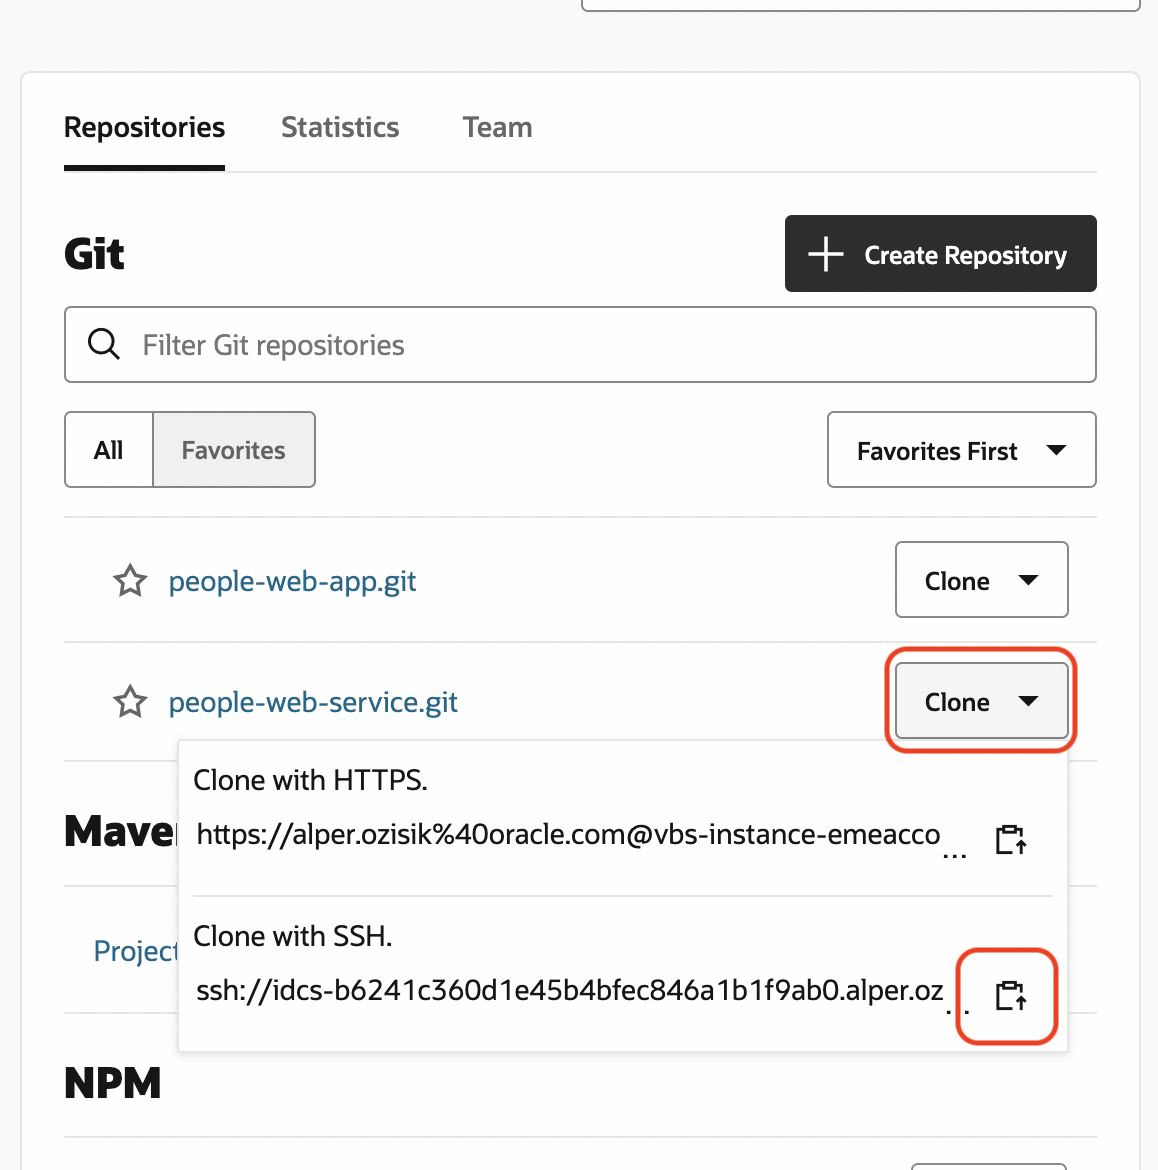 Repositories Statistics Team
Git
Create Repository
Filter Git repositories
All Favorites
Favorites First
people-web-app.git
Clone
people-web-service.git
Clone
Clone with HTTPS.
https://alper.ozisik%40oracle.com@vbs-instance-emeacco...
Mave
Clone with SSH.
Project
ssh://idcs-b6241c360d1e45b4bfec846a1b1f9ab0.alper.oz...
NPM